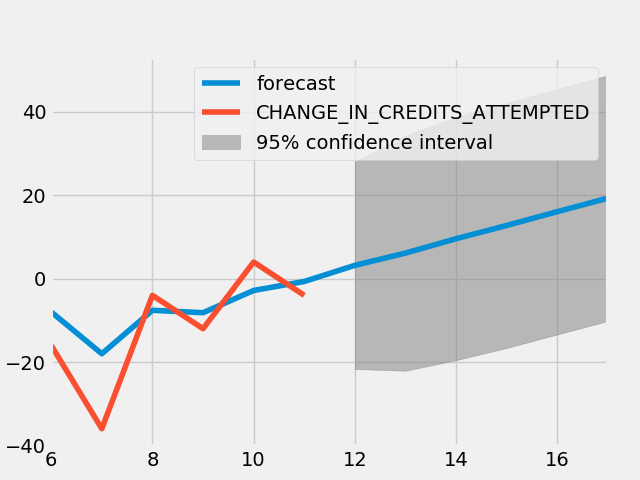 forecast
CHANGE_IN_CREDITS_ATTEMPTED
95% confidence interval
40
20
0
−20
−40
6 8 10 12 14 16